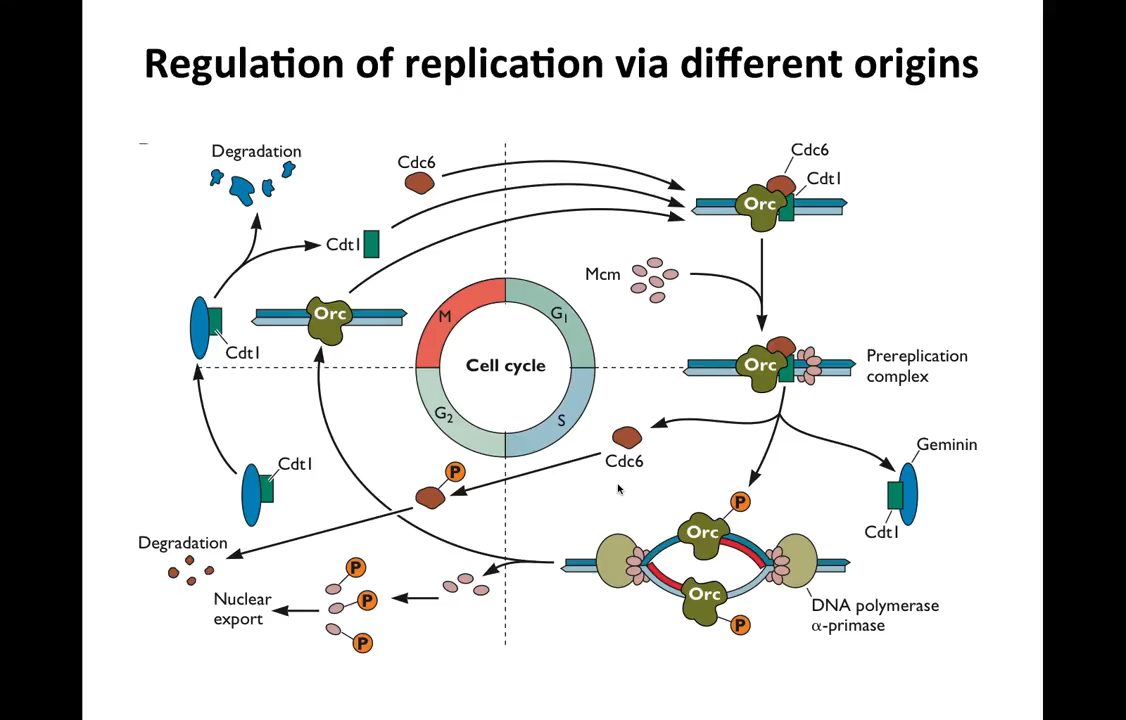 Regulation of replication via different origins
Degradation
Cdc6
Cdc6
Cdt1
Orc
Cdt1
Mcm
Orc
Cdt1
M
G1
Cell cycle
G2
S
Orc
Prereplication
complex
Cdc6
Geminin
Cdt1
Cdt1
P
P
Orc
Degradation
Nuclear
export
P
P
P
Orc
P
DNA polymerase
α-primase